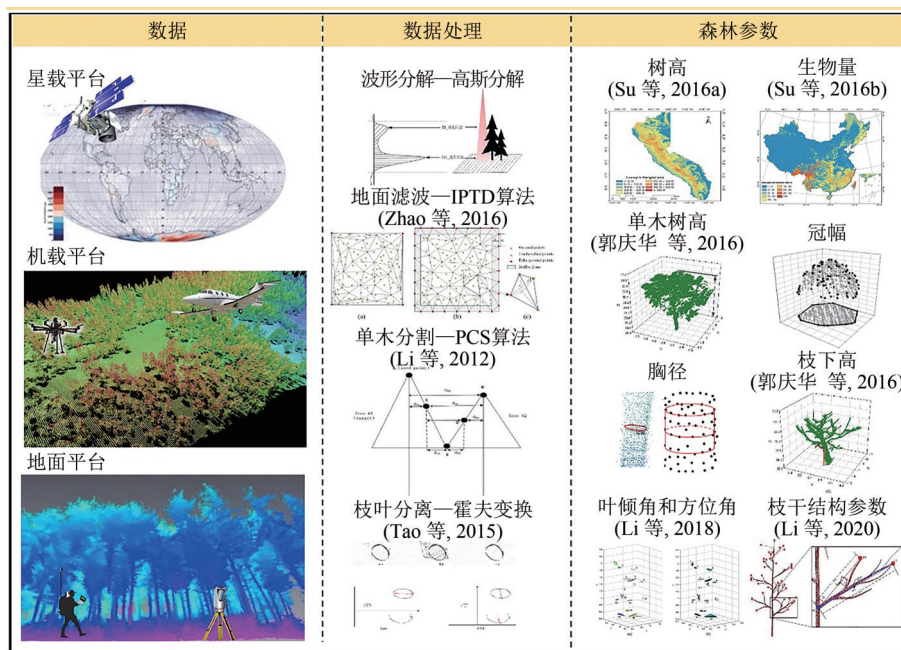 数据
数据处理
森林参数
星载平台
机载平台
地面平台
波形分解—高斯分解
地面滤波—IPTD算法
(Zhao 等, 2016)
(a)
(b)
(c)
单木分割—PCS算法
(Li 等, 2012)
枝叶分离—霍夫变换
(Tao 等, 2015)
树高
(Su 等, 2016a)
生物量
(Su 等, 2016b)
单木树高
(郭庆华 等, 2016)
冠幅
胸径
枝下高
(郭庆华 等, 2016)
叶倾角和方位角
(Li 等, 2018)
枝干结构参数
(Li 等, 2020)